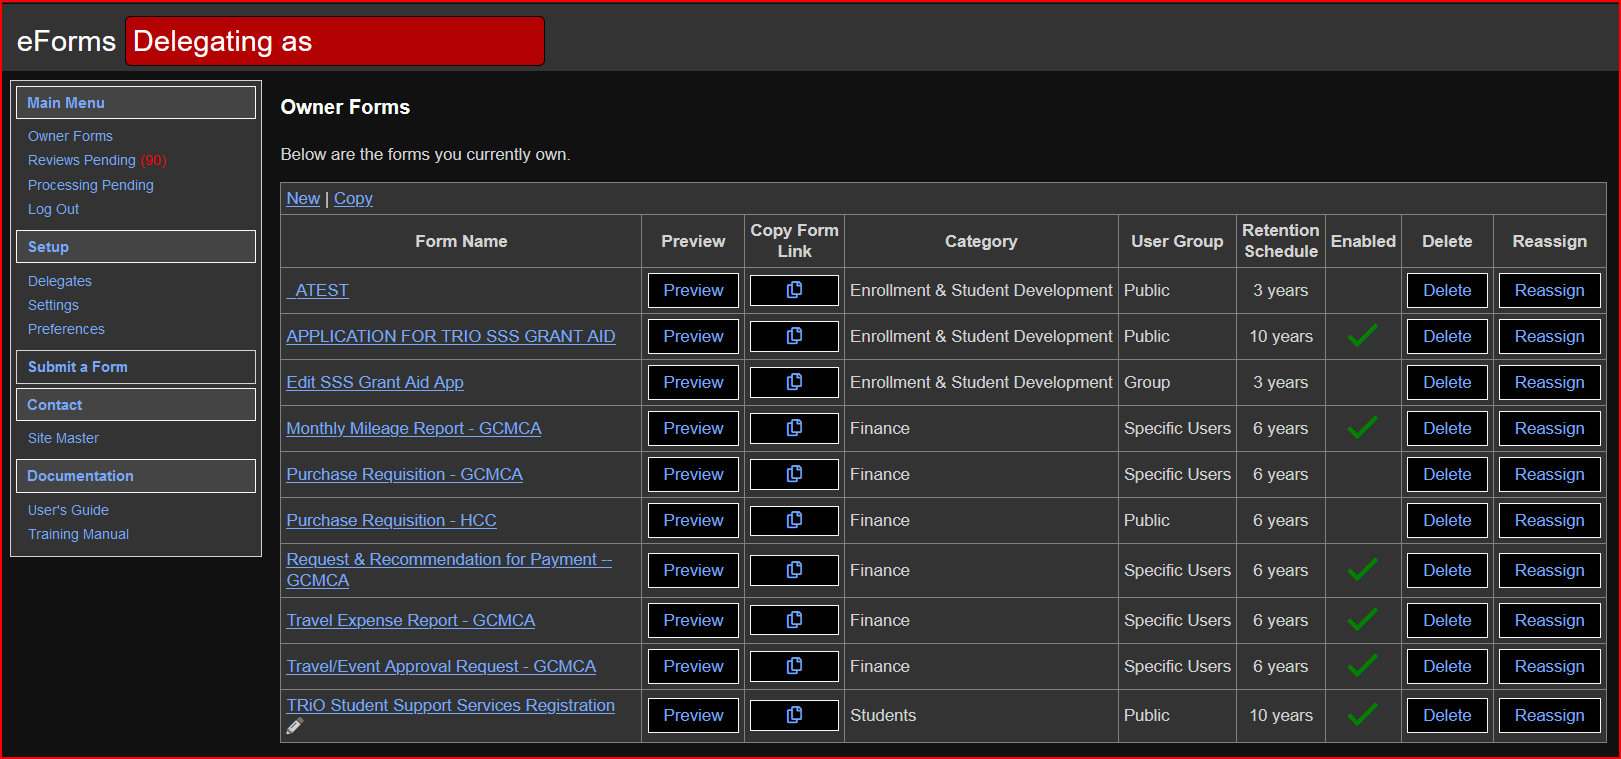 eForms Delegating as
Main Menu
Owner Forms
Reviews Pending (90)
Processing Pending
Log Out
Setup
Delegates
Settings
Preferences
Submit a Form
Contact
Site Master
Documentation
User's Guide
Training Manual
Owner Forms
Below are the forms you currently own.
New | Copy
Form Name Preview Copy Form Link Category User Group Retention Schedule Enabled Delete Reassign
_ATEST Preview Enrollment & Student Development Public 3 years Delete Reassign
APPLICATION FOR TRIO SSS GRANT AID Preview Enrollment & Student Development Public 10 years Delete Reassign
Edit SSS Grant Aid App Preview Enrollment & Student Development Group 3 years Delete Reassign
Monthly Mileage Report - GCMCA Preview Finance Specific Users 6 years Delete Reassign
Purchase Requisition - GCMCA Preview Finance Specific Users 6 years Delete Reassign
Purchase Requisition - HCC Preview Finance Public 6 years Delete Reassign
Request & Recommendation for Payment --
GCMCA Preview Finance Specific Users 6 years Delete Reassign
Travel Expense Report - GCMCA Preview Finance Specific Users 6 years Delete Reassign
Travel/Event Approval Request - GCMCA Preview Finance Specific Users 6 years Delete Reassign
TRiO Student Support Services Registration Preview Students Public 10 years Delete Reassign